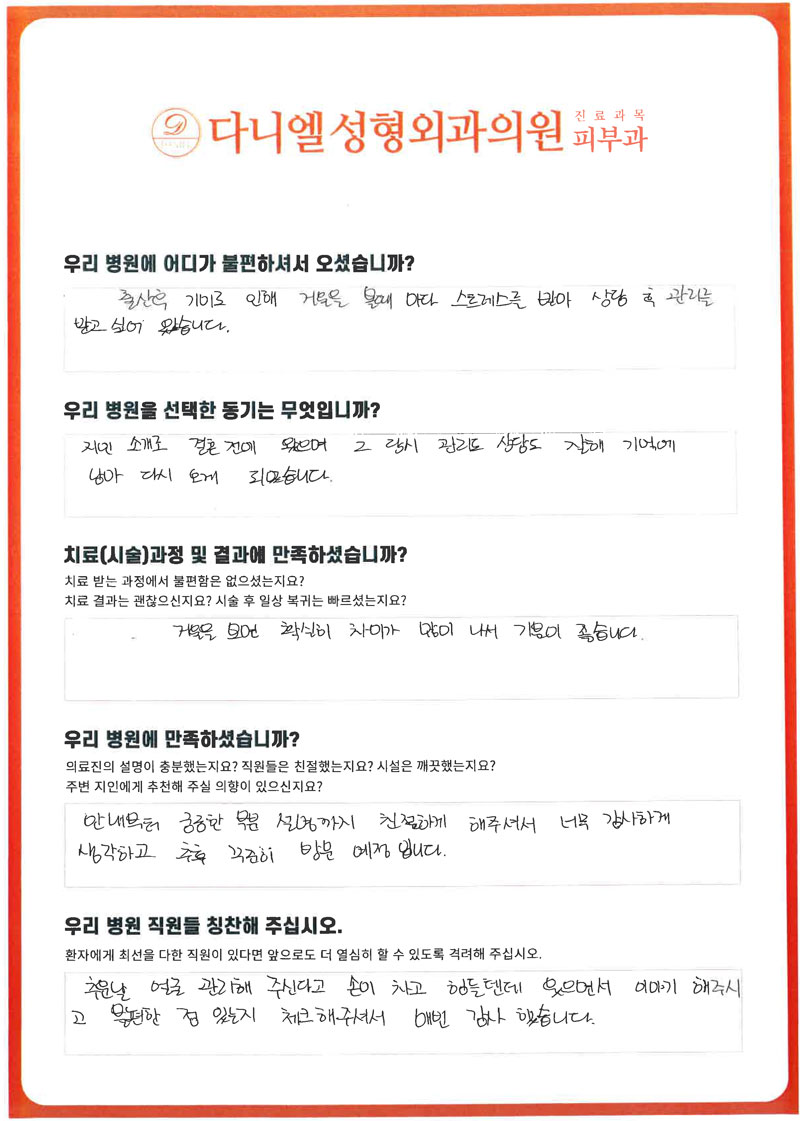 다니엘성형외과의원 진료과목
피부과
우리 병원에 어디가 불편하셔서 오셨습니까?
출산후 기미로 인해 거울을 볼때 마다 스트레스를 받아 상담 후 관리를
받고 싶어 왔습니다.
우리 병원을 선택한 동기는 무엇입니까?
지인 소개로 결혼 전에 왔으며 그 당시 관리도 상담도 잘해 기억에
남아 다시 오게 되었습니다.
치료(시술)과정 및 결과에 만족하셨습니까?
치료 받는 과정에서 불편함은 없으셨는지요?
치료 결과는 괜찮으신지요? 시술 후 일상 복귀는 빠르셨는지요?
거울을 보면 확실히 차이가 많이 나서 기분이 좋습니다.
우리 병원에 만족하셨습니까?
의료진의 설명이 충분했는지요? 직원들은 친절했는지요? 시설은 깨끗했는지요?
주변 지인에게 추천해 주실 의향이 있으신지요?
안내부터 궁금한 부분 설명까지 친절하게 해주셔서 너무 감사하게
생각하고 추후 꾸준히 방문 예정 입니다.
우리 병원 직원들 칭찬해 주십시오.
환자에게 최선을 다한 직원이 있다면 앞으로도 더 열심히 할 수 있도록 격려해 주십시오.
추운날 얼굴 관리해 주신다고 손이 차고 힘들텐데 웃으면서 이야기 해주시
고 불편한 점 있는지 체크해주셔서 매번 감사 했습니다.